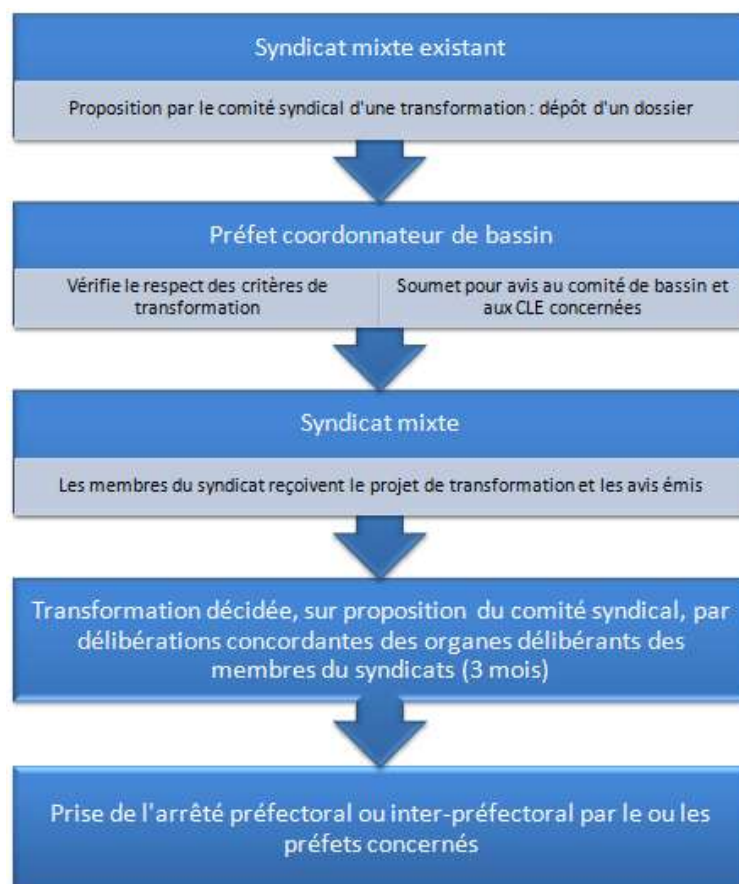 Syndicat mixte existant
Proposition par le comité syndical d'une transformation : dépôt d'un dossier
Préfet coordonnateur de bassin
Vérifie le respect des critères de
transformation
Soumet pour avis au comité de bassin et
aux CLE concernées
Syndicat mixte
Les membres du syndicat reçoivent le projet de transformation et les avis émis
Transformation décidée, sur proposition du comité syndical, par
délibérations concordantes des organes délibérants des
membres du syndicats (3 mois)
Prise de l'arrêté préfectoral ou inter-préfectoral par le ou les
préfets concernés